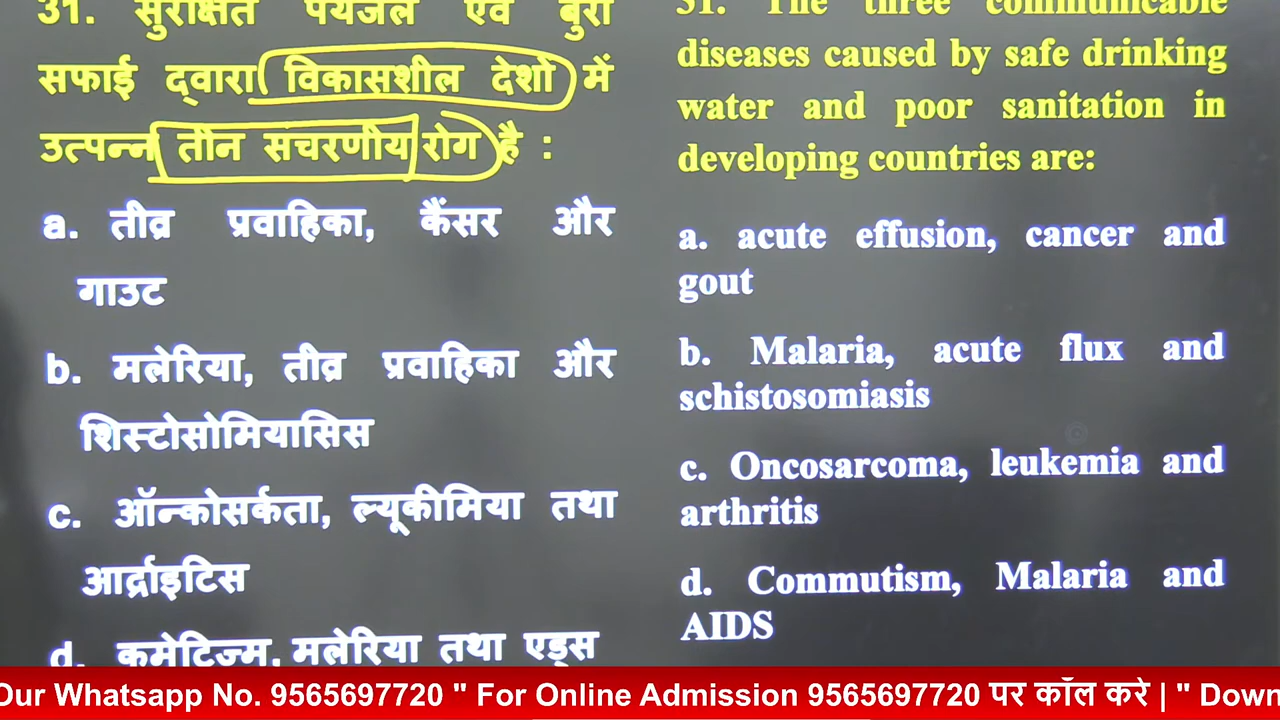 31. सुरक्षित पेयजल एवं बुरी
सफाई द्वारा विकासशील देशों में
उत्पन्न तीन सचरणीय रोग है :
a. तीव्र प्रवाहिका, कैंसर और
गाउट
b. मलेरिया, तीव्र प्रवाहिका और
शिस्टोसोमियासिस
c. ऑन्कोसर्कता, ल्यूकीमिया तथा
आर्द्राइटिस
d. कमेटिज्म, मलेरिया तथा एड्स
31. The three communicable
diseases caused by safe drinking
water and poor sanitation in
developing countries are:
a. acute effusion, cancer and
gout
b. Malaria, acute flux and
schistosomiasis
c. Oncosarcoma, leukemia and
arthritis
d. Commutism, Malaria and
AIDS
Our Whatsapp No. 9565697720 " For Online Admission 9565697720 पर कॉल करे | " Down